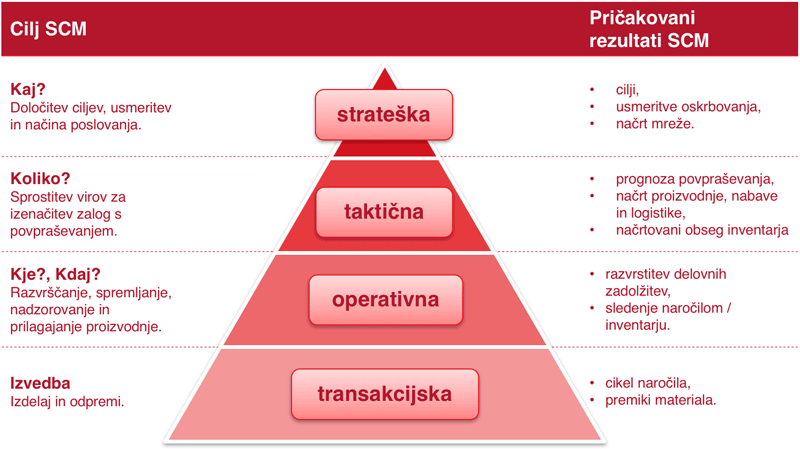 Cilj SCM
Pričakovani
rezultati SCM
Kaj?
Določitev ciljev, usmeritev
in načina poslovanja.
strateška
• cilji,
• usmeritve oskrbovanja,
• načrt mreže.
Koliko?
Sprostitev virov za
izenačitev zalog s
povpraševanjem.
taktična
• prognoza povpraševanja,
• načrt proizvodnje, nabave
in logistike,
• načrtovani obseg inventarja
Kje?, Kdaj?
Razvrščanje, spremljanje,
nadzorovanje in
prilagajanje proizvodnje.
operativna
• razvrstitev delovnih
zadolžitev,
• sledenje naročilom /
inventarju.
Izvedba
Izdelaj in odpremi.
transakcijska
• cikel naročila,
• premiki materiala.